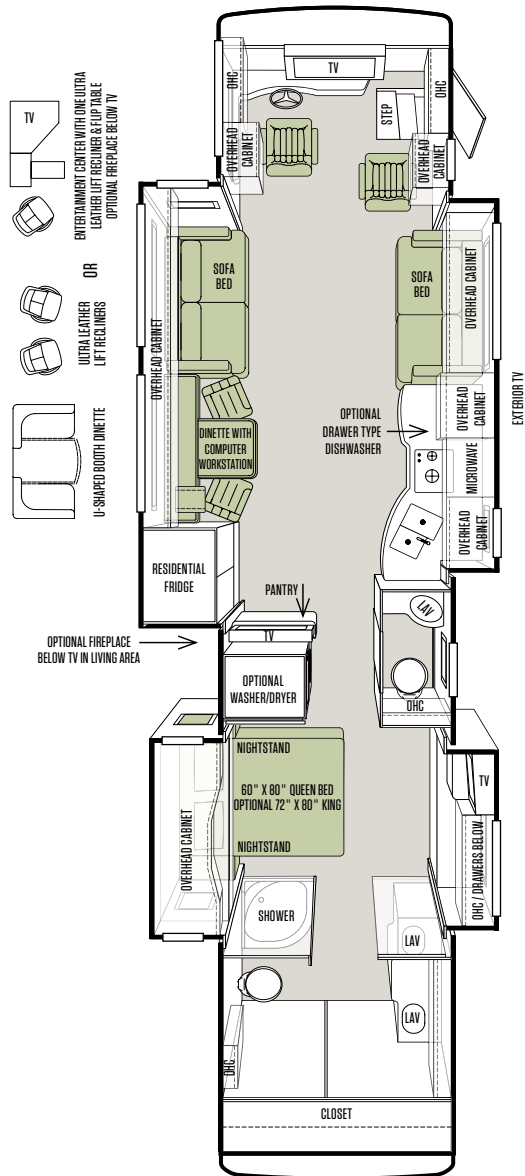 TV
ENTERTAINMENT CENTER WITH ONE ULTRA
LEATHER LIFT RECLINER & FLIP TABLE
OPTIONAL FIREPLACE BELOW TV
OR
ULTRA LEATHER
LIFT RECLINERS
U-SHAPED BOOTH DINETTE
TV
OHC
OHC
STEP
OVERHEAD
CABINET
OVERHEAD
CABINET
OVERHEAD CABINET
SOFA
BED
SOFA
BED
OVERHEAD CABINET
EXTERIOR TV
DINETTE WITH
COMPUTER
WORKSTATION
OPTIONAL
DRAWER TYPE
DISHWASHER
OVERHEAD
CABINET
MICROWAVE
OVERHEAD
CABINET
RESIDENTIAL
FRIDGE
PANTRY
LAV
OPTIONAL FIREPLACE
BELOW TV IN LIVING AREA
TV
OPTIONAL
WASHER/DRYER
OHC
NIGHTSTAND
60" X 80" QUEEN BED
OPTIONAL 72" X 80" KING
NIGHTSTAND
OVERHEAD CABINET
TV
OHC / DRAWERS BELOW
SHOWER
LAV
LAV
OHC
CLOSET